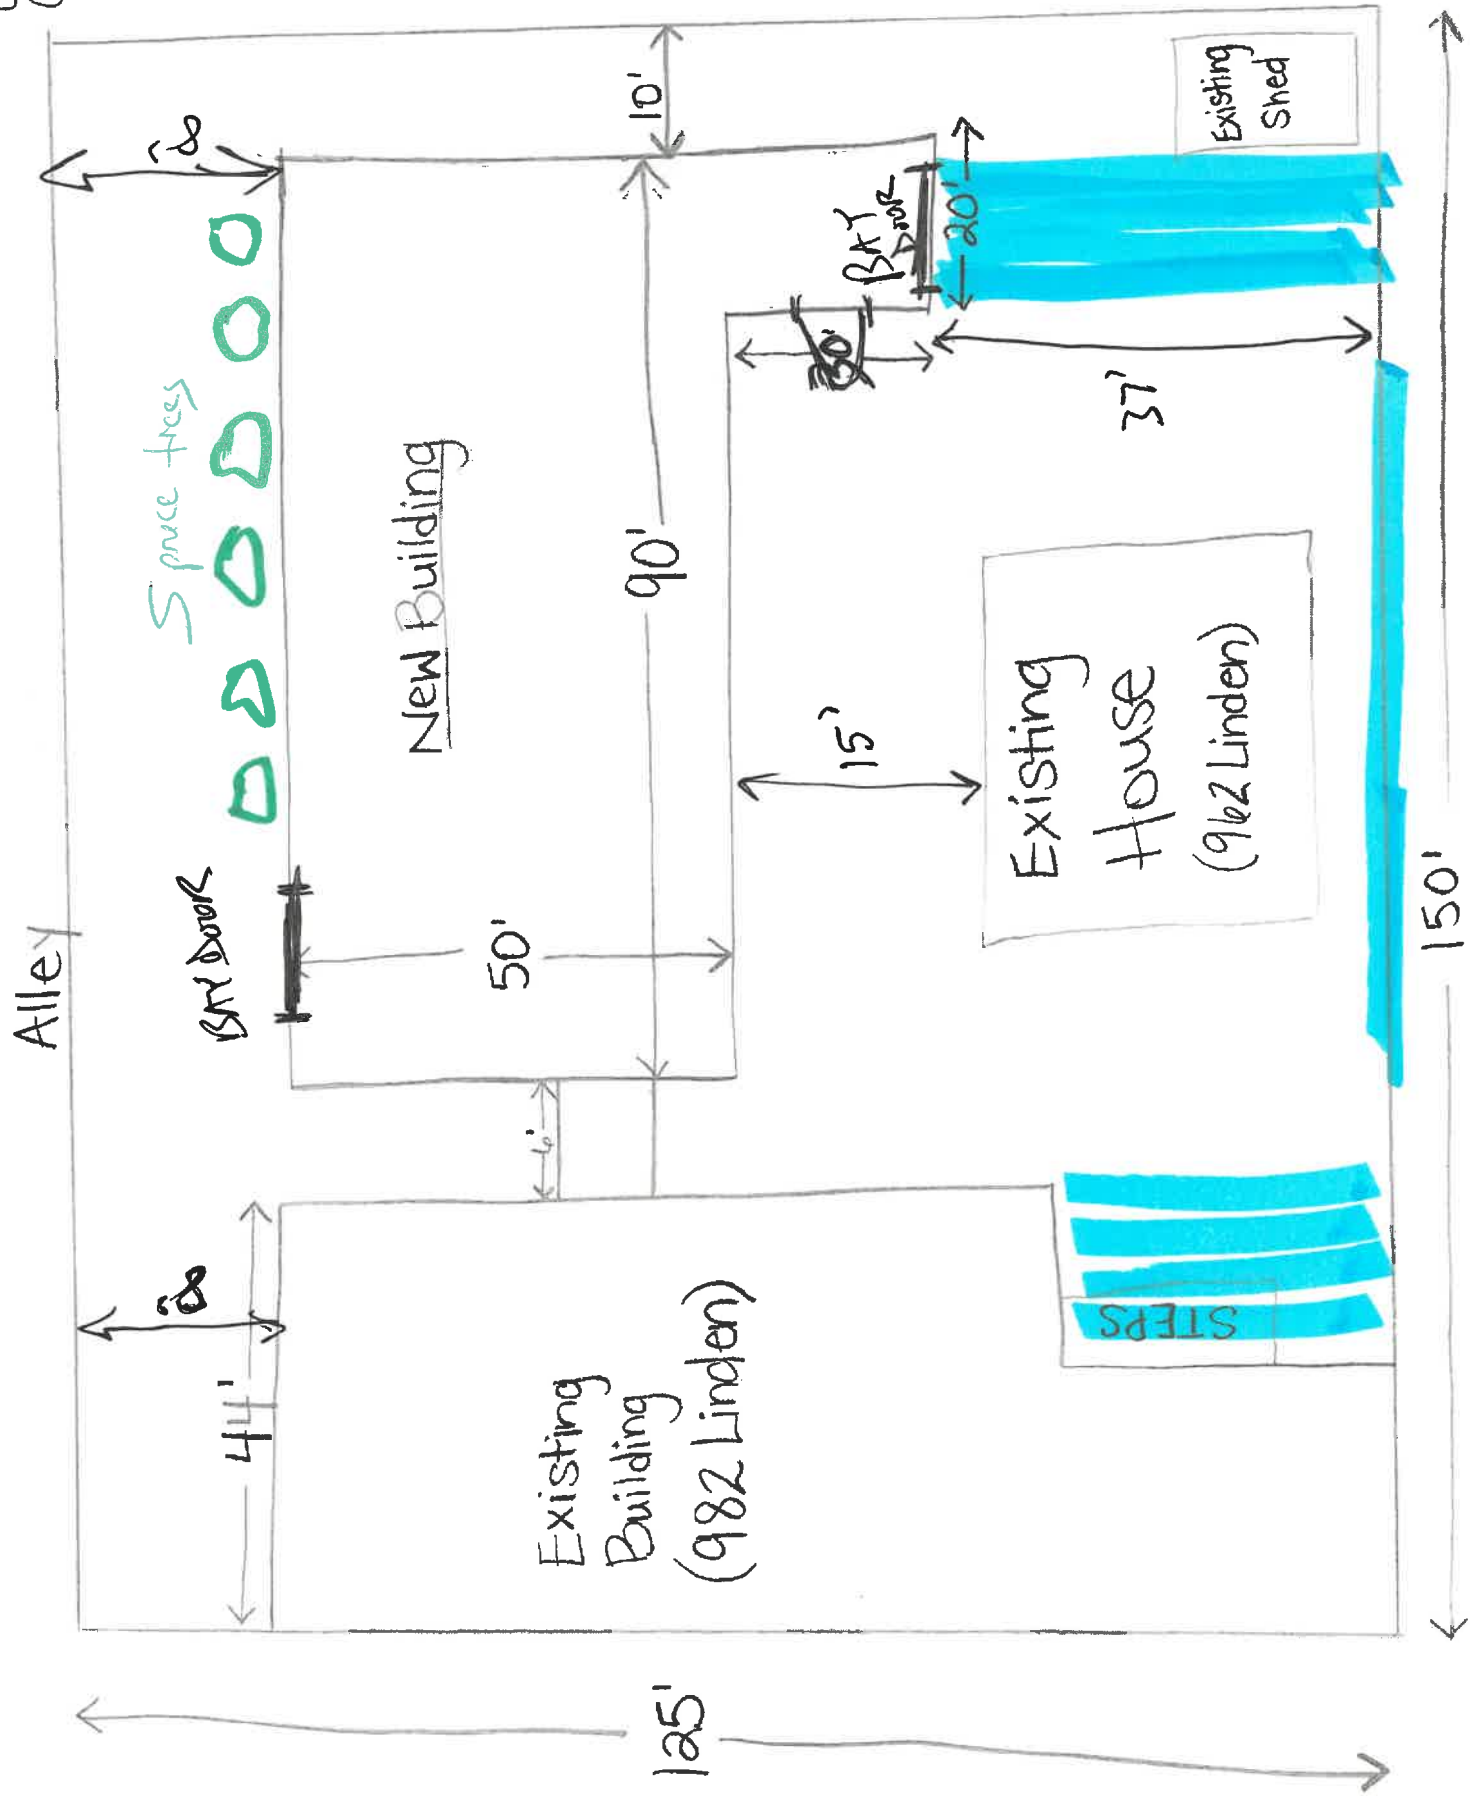 Alley
8'
10'
Existing
Shed
Spruce trees
BAY DOOR
New Building
90'
50'
BAY
DOOR
20'
30'
37'
15'
Existing
House
(962 Linden)
8'
44'
6'
Existing
Building
(982 Linden)
STEPS
125'
150'